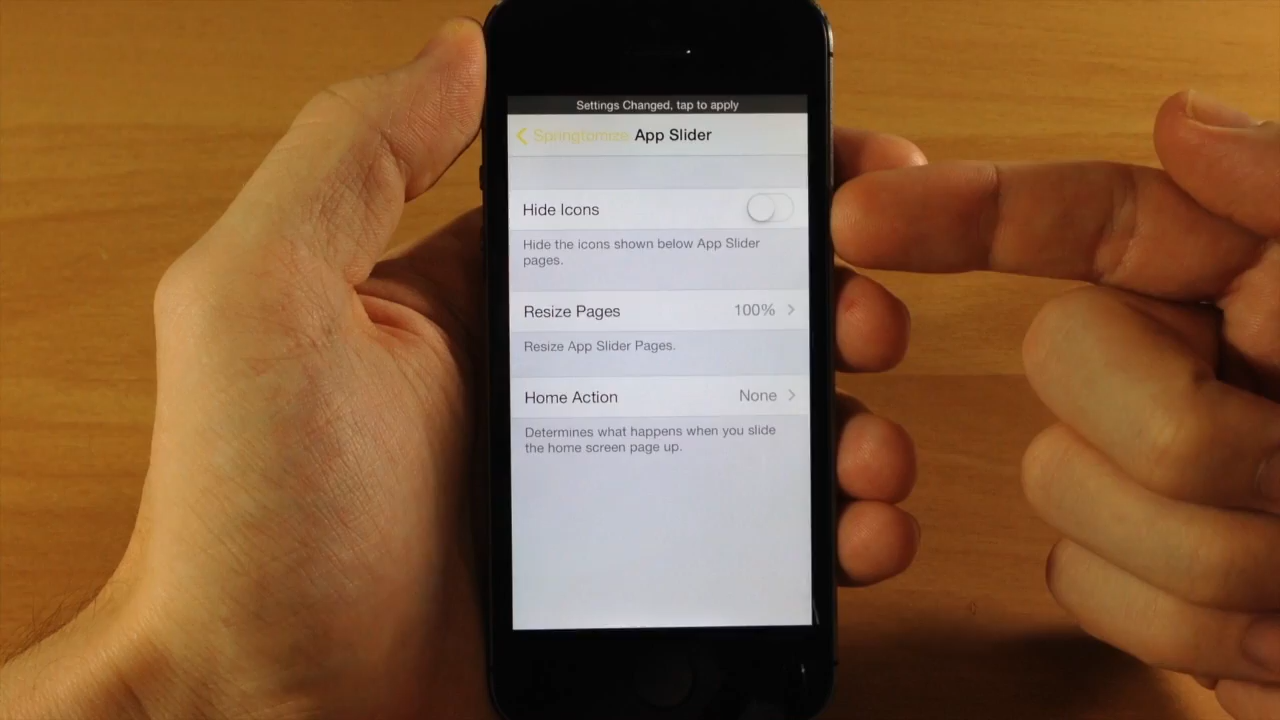 Settings Changed, tap to apply
Springtomize App Slider
Hide Icons
Hide the icons shown below App Slider
pages.
Resize Pages 100%
Resize App Slider Pages.
Home Action None
Determines what happens when you slide
the home screen page up.